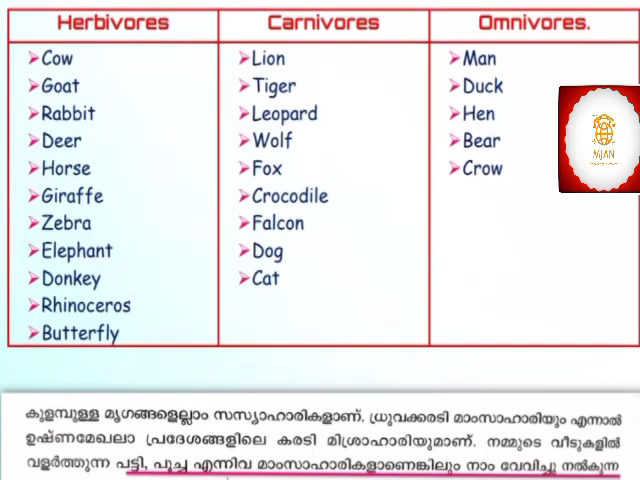 Herbivores Carnivores Omnivores.
Cow Lion Man
Goat Tiger Duck
Rabbit Leopard Hen
Deer Wolf Bear
Horse Fox Crow
Giraffe Crocodile
Zebra Falcon
Elephant Dog
Donkey Cat
Rhinoceros
Butterfly
MJAN
കുളമ്പുള്ള മൃഗങ്ങളെല്ലാം സസ്യാഹാരികളാണ്. ധ്രുവക്കരടി മാംസാഹാരിയും എന്നാൽ
ഉഷ്ണമേഖലാ പ്രദേശങ്ങളിലെ കരടി മിശ്രാഹാരിയുമാണ്. നമ്മുടെ വീടുകളിൽ
വളർത്തുന്ന പട്ടി, പൂച്ച എന്നിവ മാംസാഹാരികളാണെങ്കിലും നാം വേവിച്ചു നൽകുന്ന